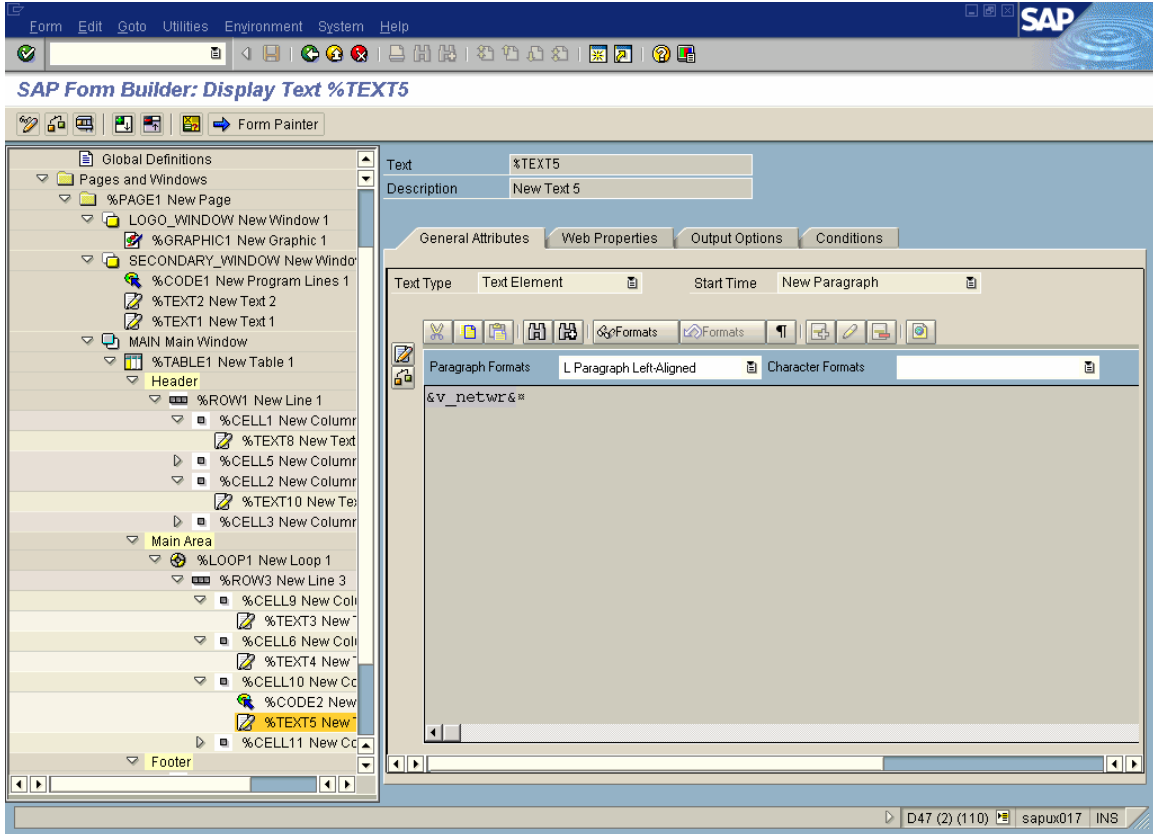 Form Edit Goto Utilities Environment System Help
SAP
SAP Form Builder: Display Text %TEXT5
Form Painter
Global Definitions
Pages and Windows
%PAGE1 New Page
LOGO_WINDOW New Window 1
%GRAPHIC1 New Graphic 1
SECONDARY_WINDOW New Windo
%CODE1 New Program Lines 1
%TEXT2 New Text 2
%TEXT1 New Text 1
MAIN Main Window
%TABLE1 New Table 1
Header
%ROW1 New Line 1
%CELL1 New Column
%TEXT8 New Text
%CELL5 New Column
%CELL2 New Column
%TEXT10 New Te
%CELL3 New Column
Main Area
%LOOP1 New Loop 1
%ROW3 New Line 3
%CELL9 New Col
%TEXT3 New T
%CELL6 New Col
%TEXT4 New T
%CELL10 New Co
%CODE2 New
%TEXT5 New T
%CELL11 New Co
Footer
Text %TEXT5
Description New Text 5
General Attributes Web Properties Output Options Conditions
Text Type Text Element Start Time New Paragraph
Formats Formats ¶
Paragraph Formats L Paragraph Left-Aligned Character Formats
&v_netwr&¤
D47 (2) (110) sapux017 INS